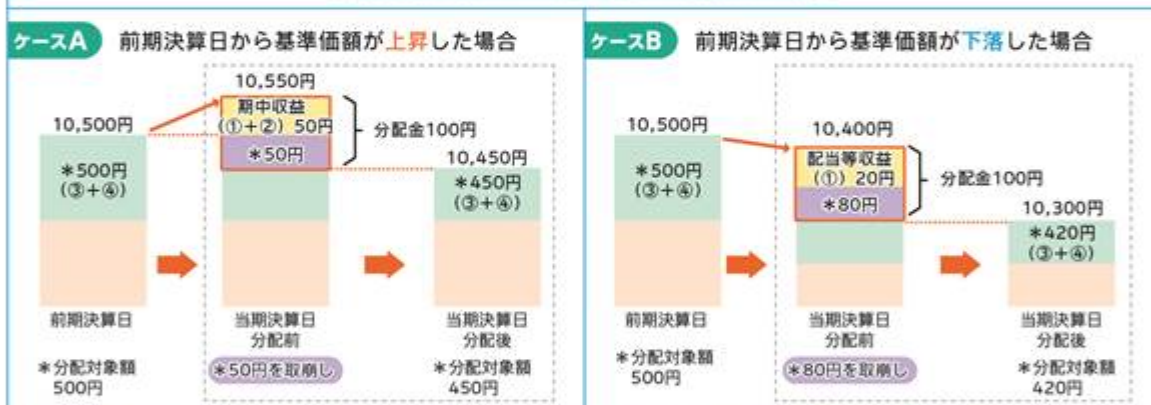 ケースA 前期決算日から基準価額が上昇した場合
10,550円
10,500円
期中収益
(①+②) 50円
分配金100円
*50円
10,450円
*500円
(③+④)
*450円
(③+④)
前期決算日
当期決算日
分配前
当期決算日
分配後
*分配対象額
500円
*50円を取崩し
*分配対象額
450円
ケースB 前期決算日から基準価額が下落した場合
10,500円
10,400円
配当等収益
(①) 20円
分配金100円
*80円
*500円
(③+④)
10,300円
*420円
(③+④)
前期決算日
当期決算日
分配前
当期決算日
分配後
*分配対象額
500円
*80円を取崩し
*分配対象額
420円